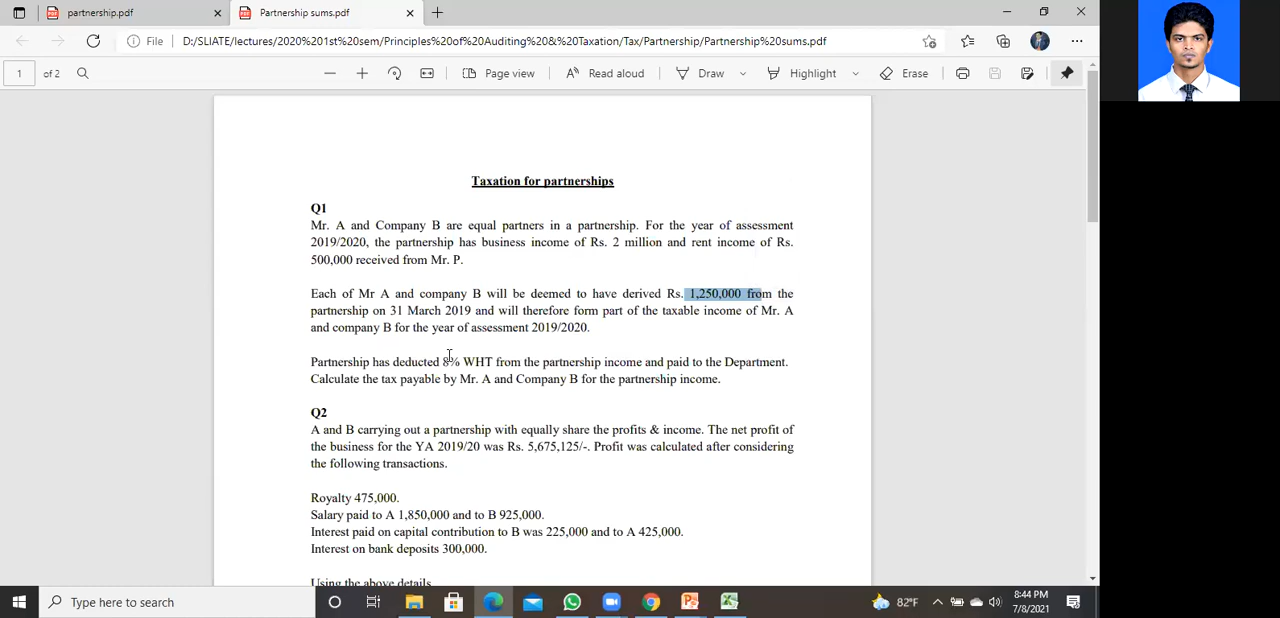 partnership.pdf
Partnership sums.pdf
File
D:/SLIATE/lectures/2020%201st%20sem/Principles%20of%20Auditing%20&%20Taxation/Tax/Partnership/Partnership%20sums.pdf
1 of 2
Page view
Read aloud
Draw
Highlight
Erase
Taxation for partnerships
Q1
Mr. A and Company B are equal partners in a partnership. For the year of assessment
2019/2020, the partnership has business income of Rs. 2 million and rent income of Rs.
500,000 received from Mr. P.
Each of Mr A and company B will be deemed to have derived Rs. 1,250,000 from the
partnership on 31 March 2019 and will therefore form part of the taxable income of Mr. A
and company B for the year of assessment 2019/2020.
Partnership has deducted 8% WHT from the partnership income and paid to the Department.
Calculate the tax payable by Mr. A and Company B for the partnership income.
Q2
A and B carrying out a partnership with equally share the profits & income. The net profit of
the business for the YA 2019/20 was Rs. 5,675,125/-. Profit was calculated after considering
the following transactions.
Royalty 475,000.
Salary paid to A 1,850,000 and to B 925,000.
Interest paid on capital contribution to B was 225,000 and to A 425,000.
Interest on bank deposits 300,000.
Using the above details
Type here to search
82°F
8:44 PM
7/8/2021